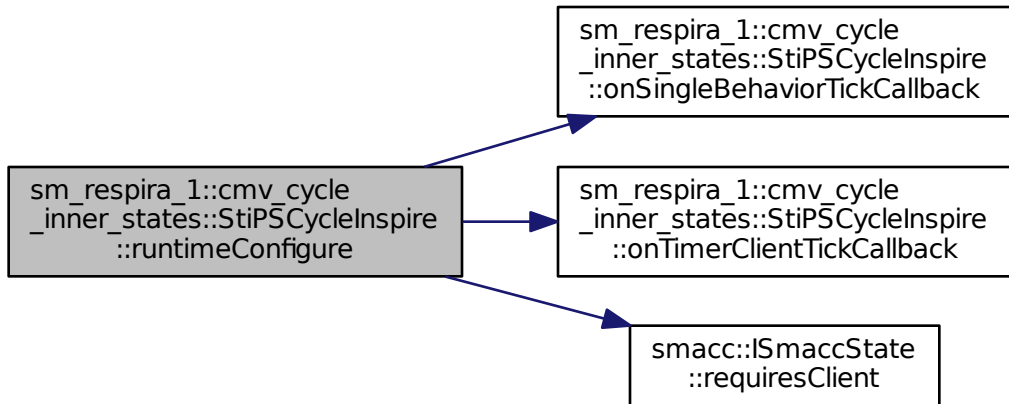 sm_respira_1::cmv_cycle
_inner_states::StiPSCycleInspire
::onSingleBehaviorTickCallback
sm_respira_1::cmv_cycle
_inner_states::StiPSCycleInspire
::runtimeConfigure
sm_respira_1::cmv_cycle
_inner_states::StiPSCycleInspire
::onTimerClientTickCallback
smacc::ISmaccState
::requiresClient